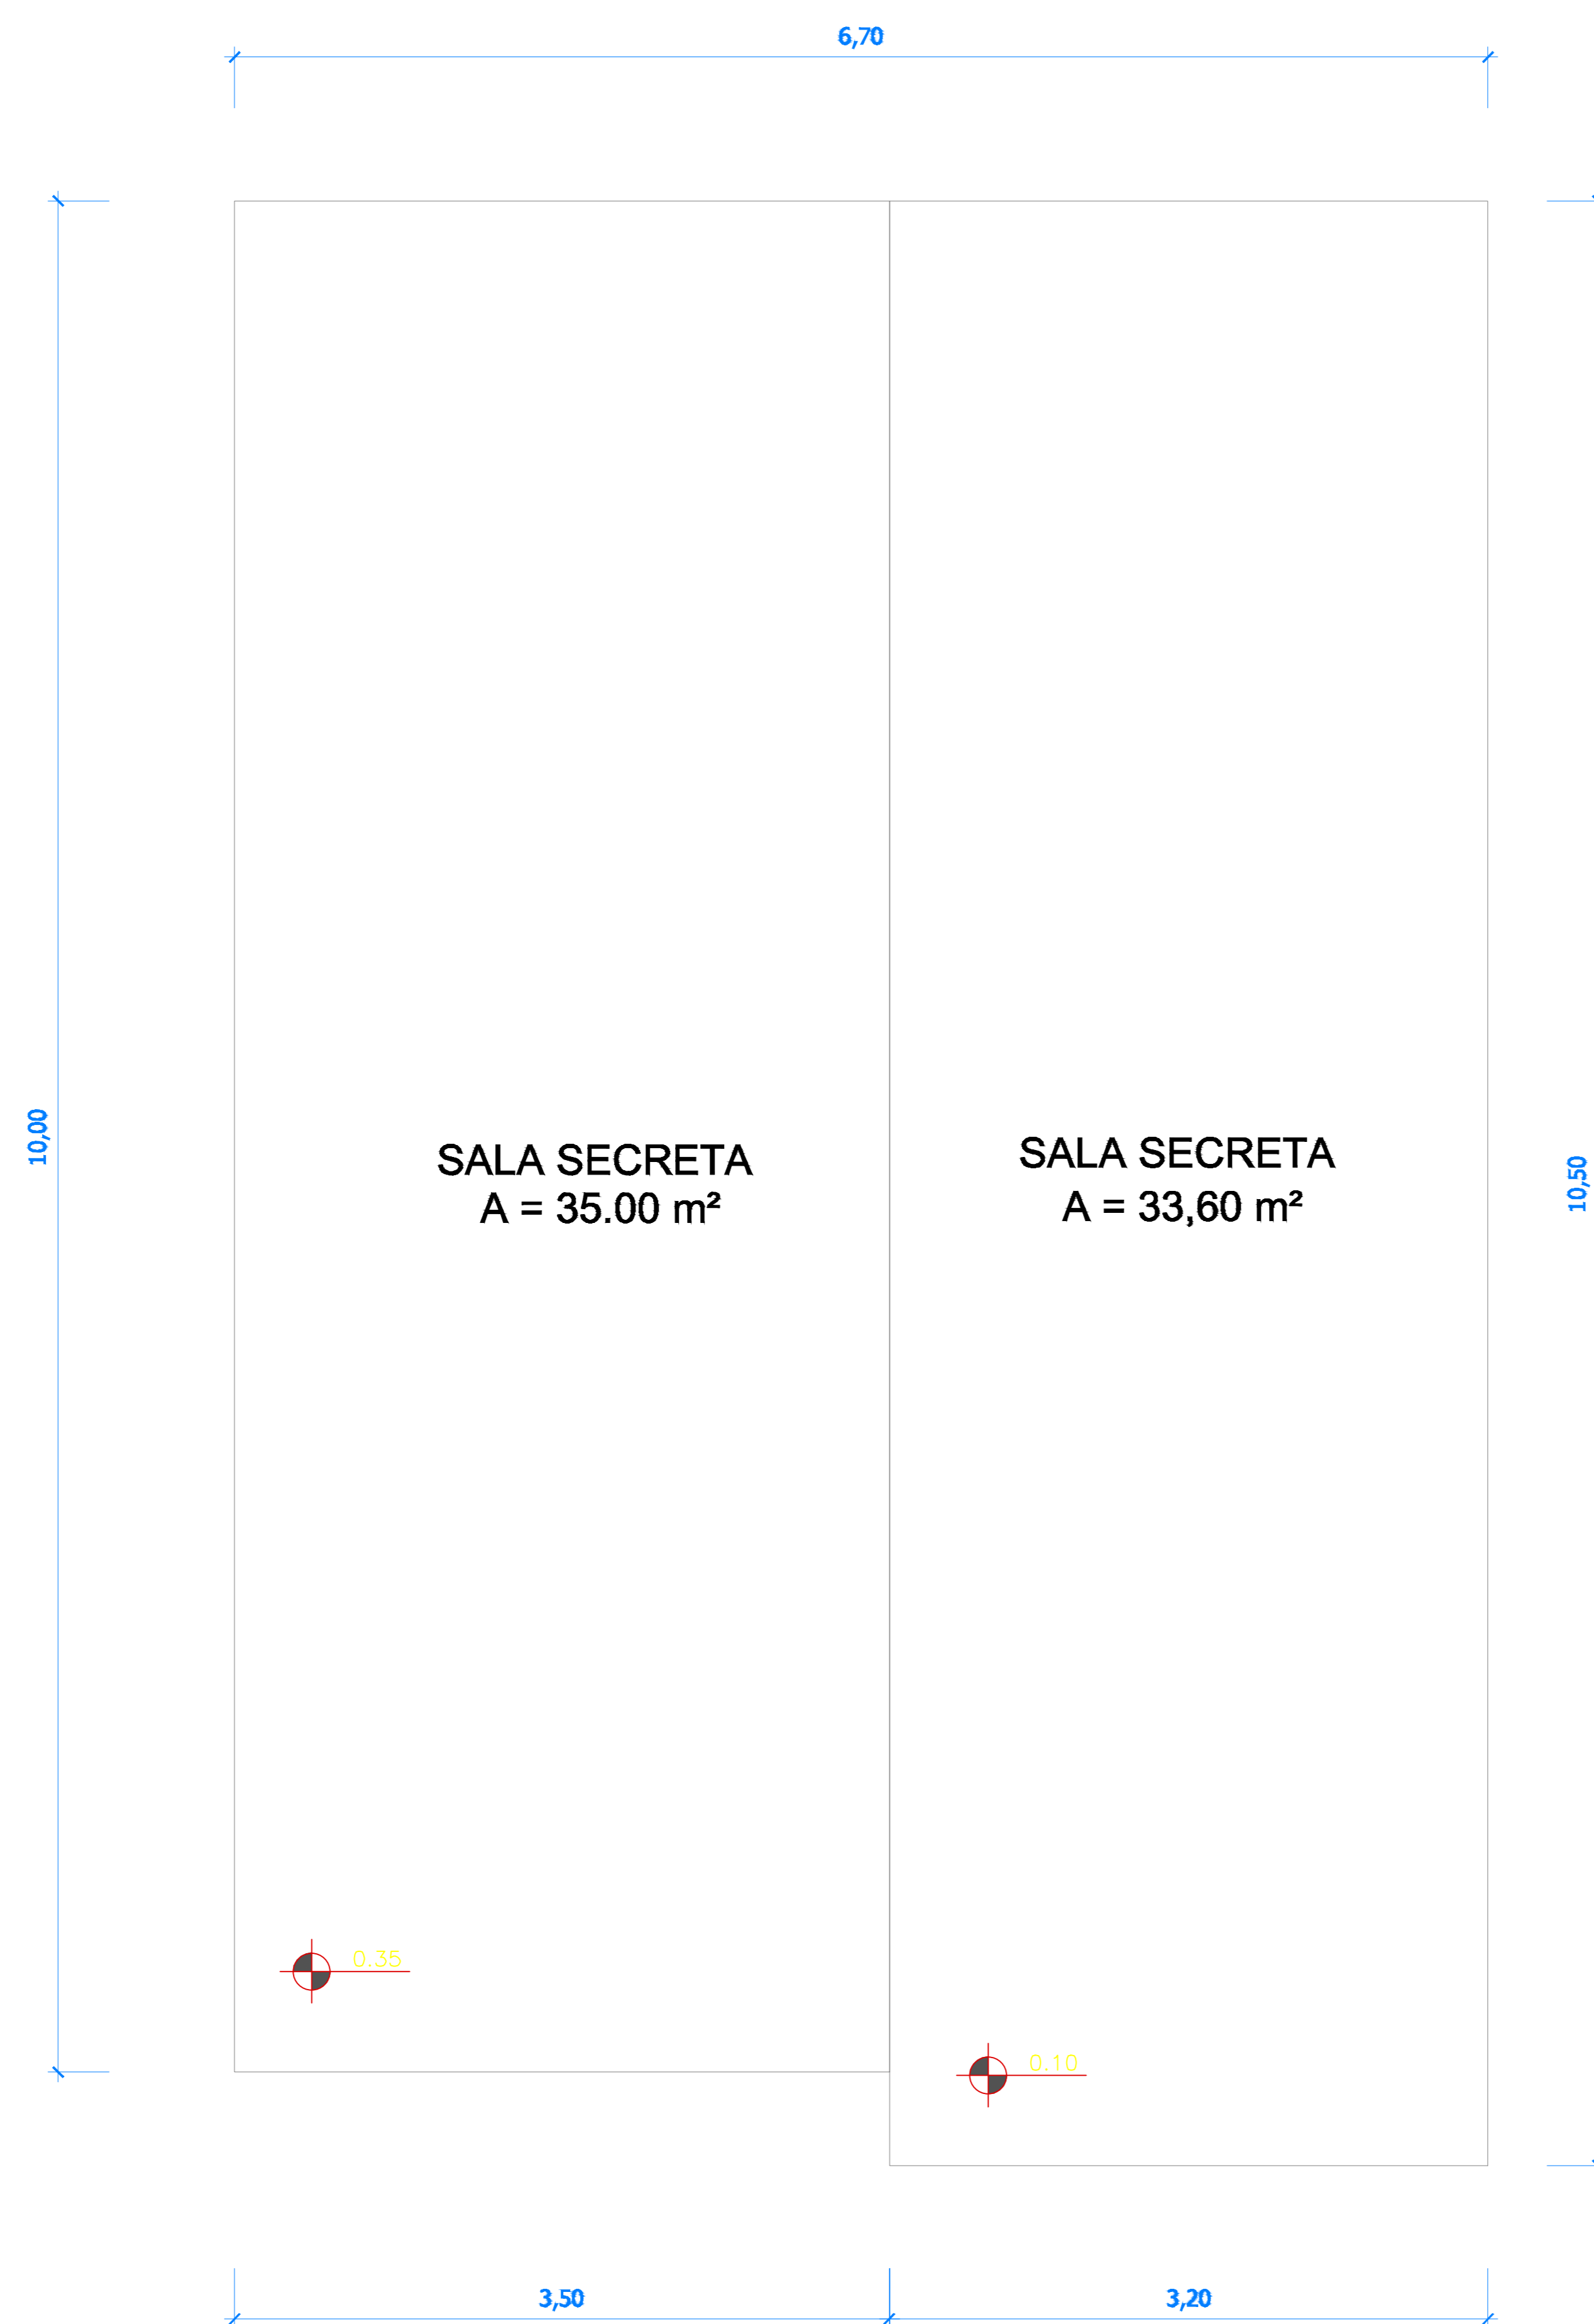 6,70
10,00
SALA SECRETA
A = 35.00 m²
SALA SECRETA
A = 33,60 m²
10,50
0.35
0.10
3,50
3,20